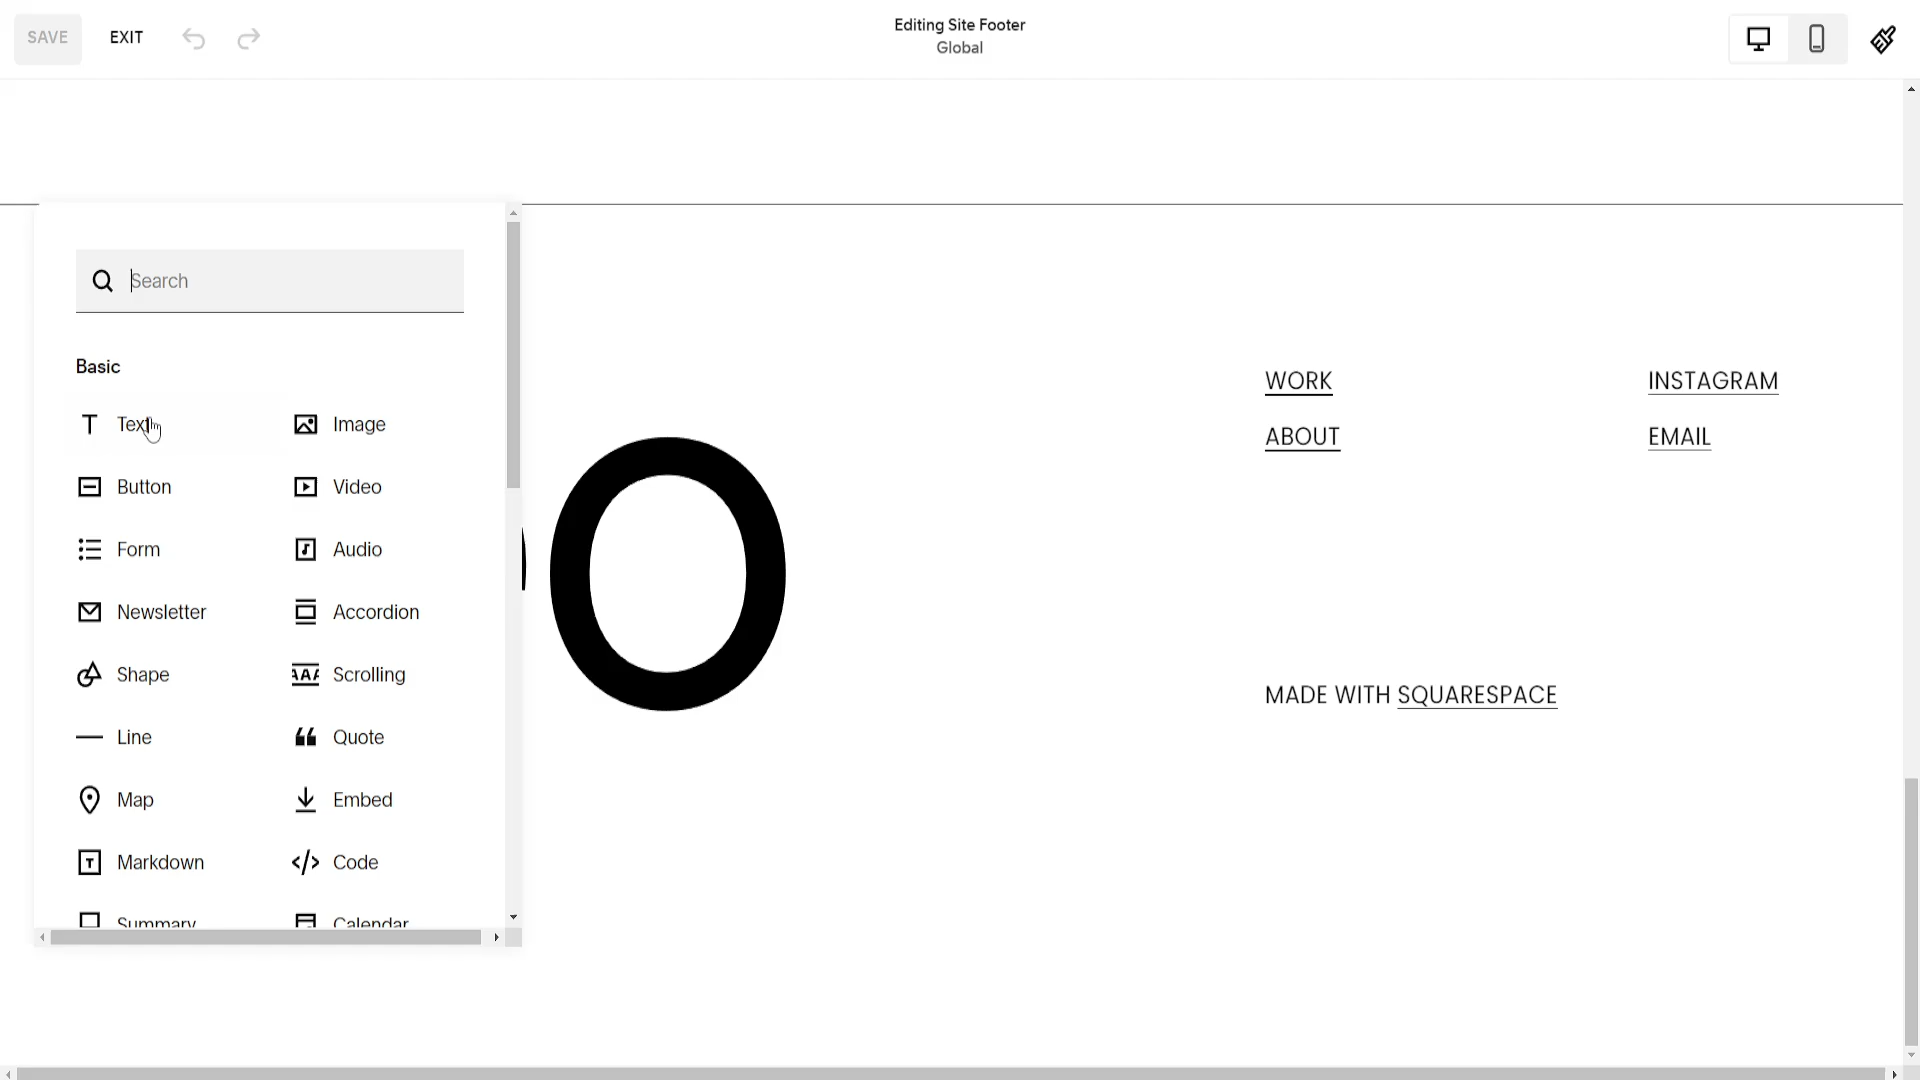 SAVE
EXIT
Editing Site Footer
Global
Search
Basic
Text
Image
Button
Video
Form
Audio
Newsletter
Accordion
Shape
Scrolling
Line
Quote
Map
Embed
Markdown
Code
Summary
Calendar
O
WORK
INSTAGRAM
ABOUT
EMAIL
MADE WITH SQUARESPACE